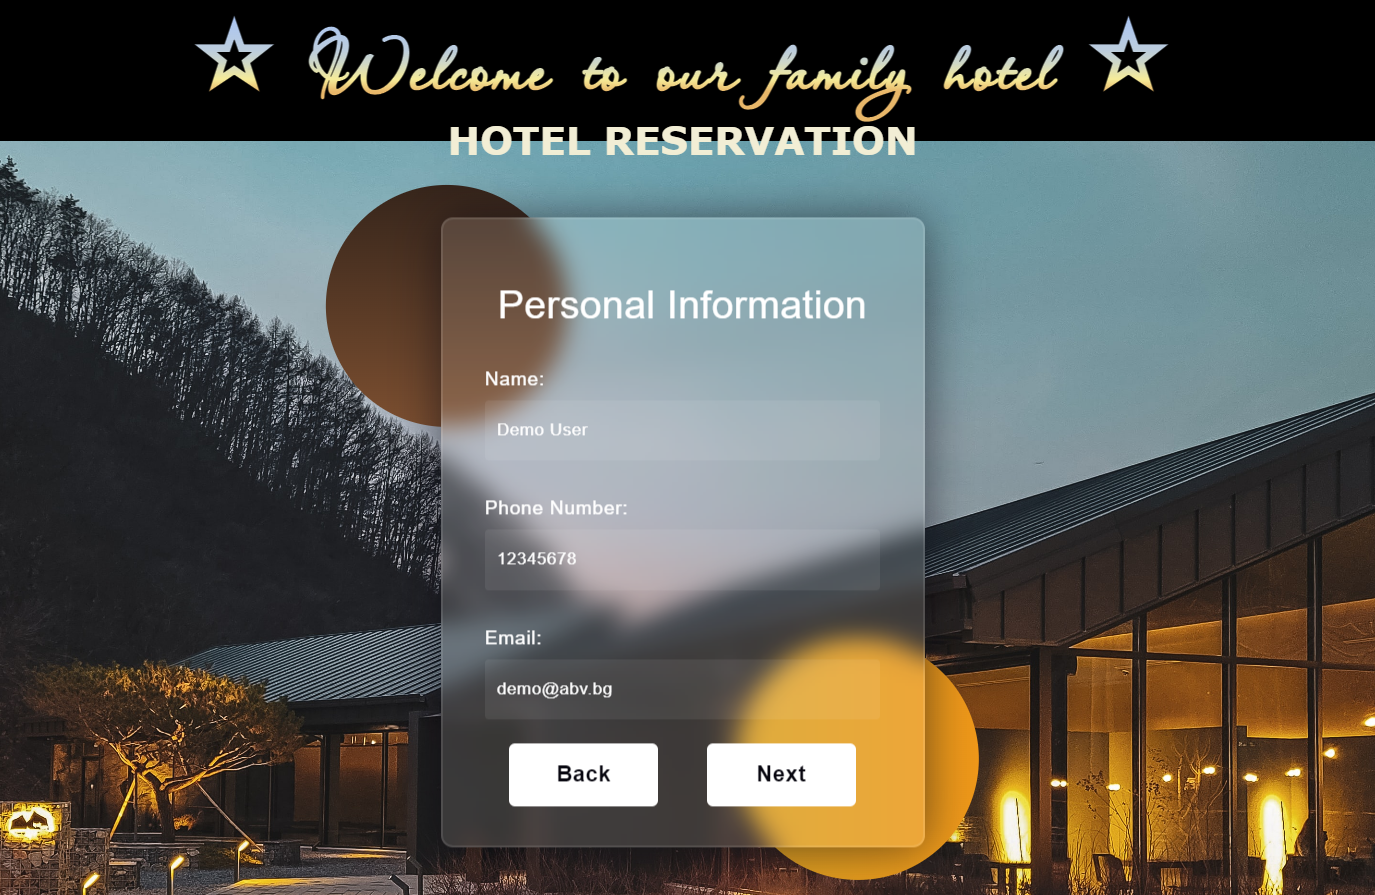 Welcome to our family hotel
HOTEL RESERVATION
Personal Information
Name:
Demo User
Phone Number:
12345678
Email:
demo@abv.bg
Back Next